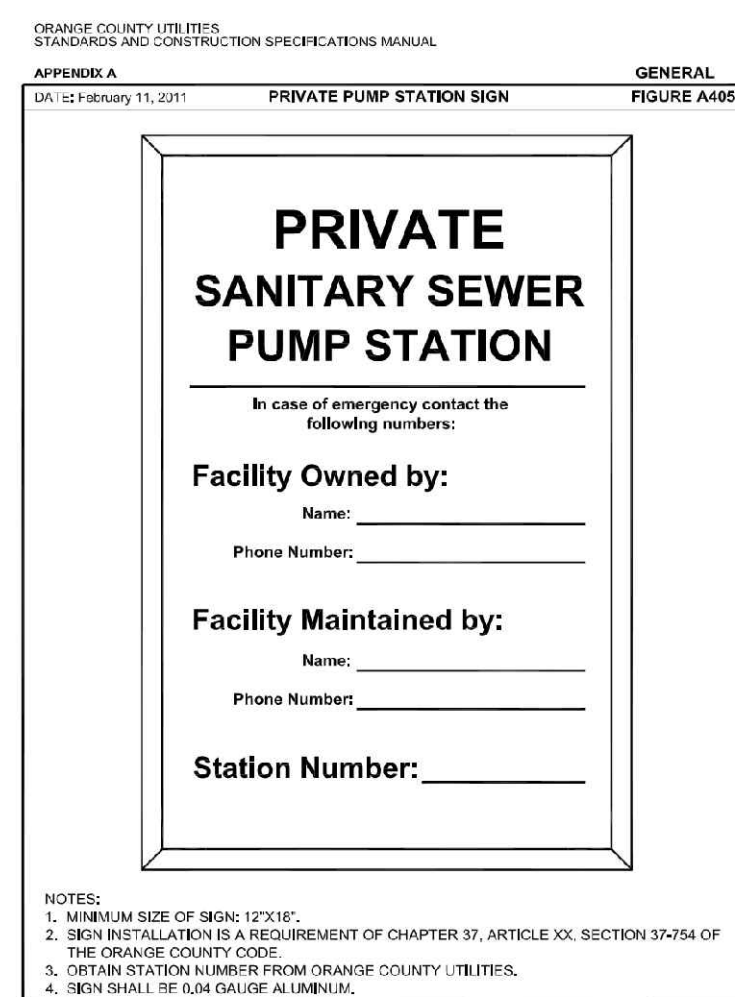 ORANGE COUNTY UTILITIES
STANDARDS AND CONSTRUCTION SPECIFICATIONS MANUAL
APPENDIX A GENERAL
DATE: February 11, 2011 PRIVATE PUMP STATION SIGN FIGURE A405
PRIVATE
SANITARY SEWER
PUMP STATION
In case of emergency contact the
following numbers:
Facility Owned by:
Name:
Phone Number:
Facility Maintained by:
Name:
Phone Number:
Station Number:
NOTES:
1. MINIMUM SIZE OF SIGN: 12"X18".
2. SIGN INSTALLATION IS A REQUIREMENT OF CHAPTER 37, ARTICLE XX, SECTION 37-754 OF
THE ORANGE COUNTY CODE.
3. OBTAIN STATION NUMBER FROM ORANGE COUNTY UTILITIES.
4. SIGN SHALL BE 0.04 GAUGE ALUMINUM.